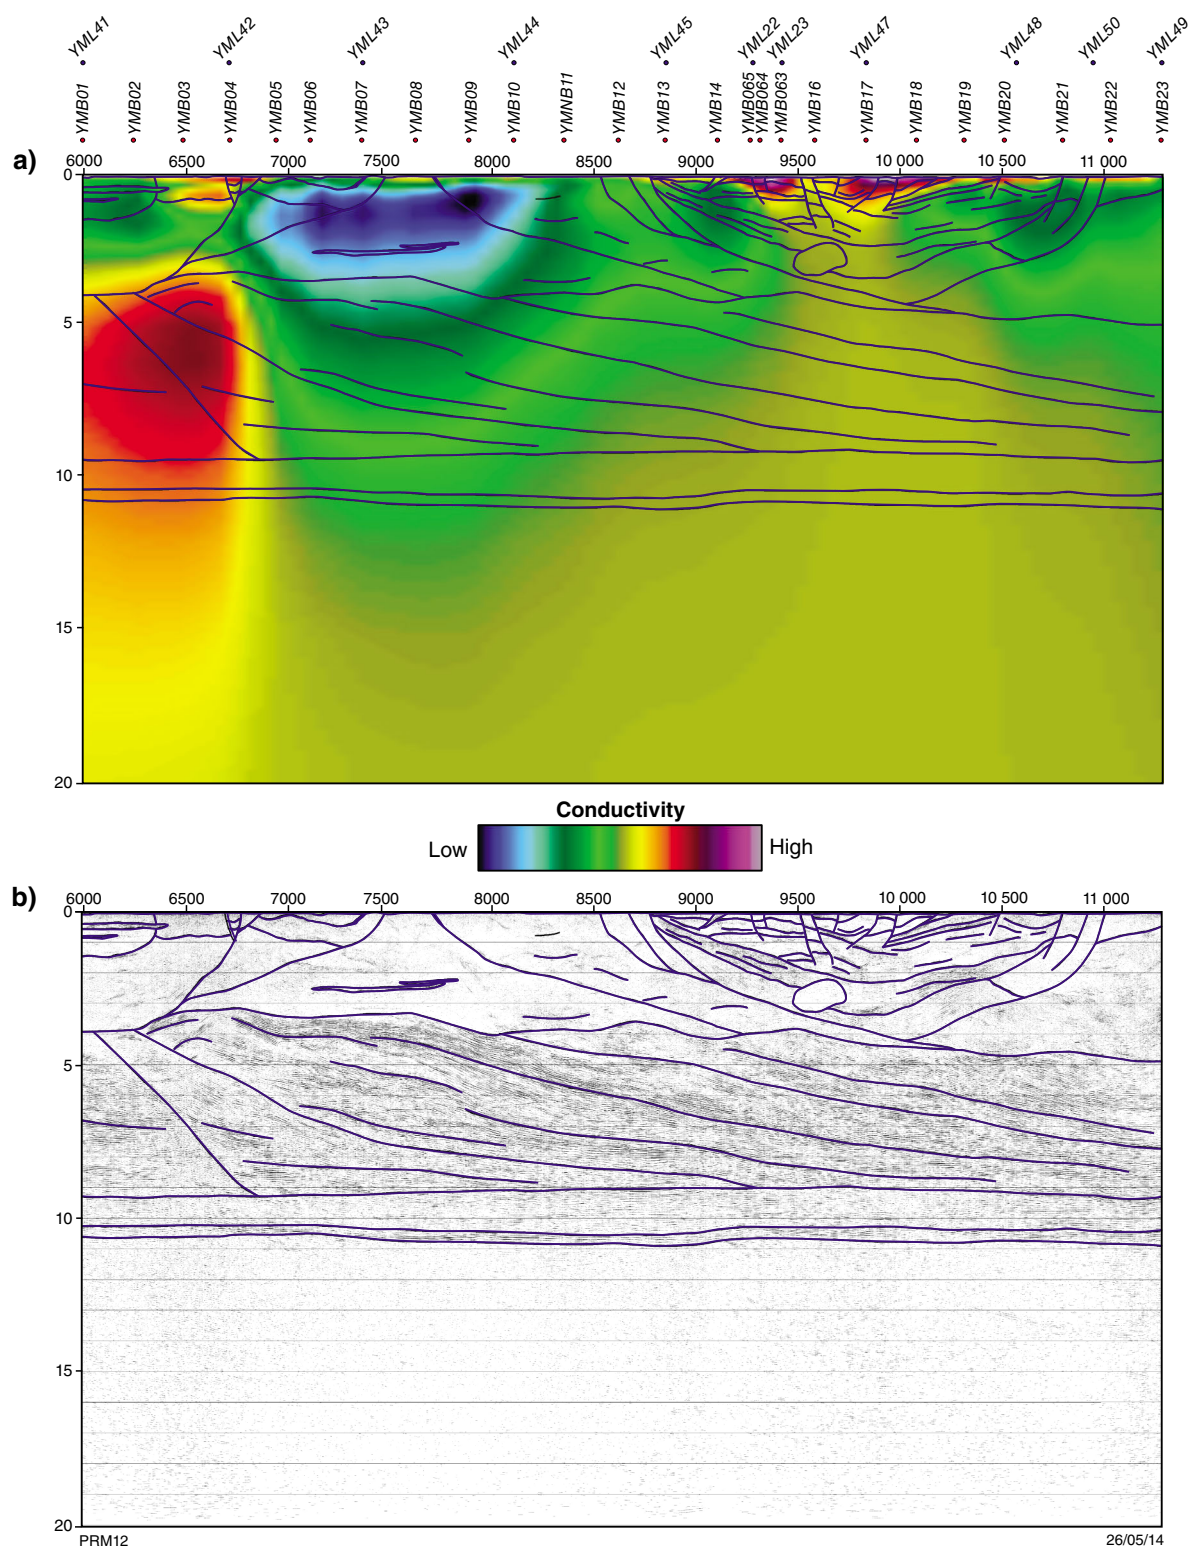 YML41 YML42 YML43 YML44 YML45 YML22 YML23 YML47 YML48 YML50 YML49
YMB01 YMB02 YMB03 YMB04 YMB05 YMB06 YMB07 YMB08 YMB09 YMB10 YMNB11 YMB12 YMB13 YMB14 YMB065 YMB064 YMB063 YMB16 YMB17 YMB18 YMB19 YMB20 YMB21 YMB22 YMB23
a)
6000 6500 7000 7500 8000 8500 9000 9500 10 000 10 500 11 000
0
5
10
15
20
Conductivity
Low High
b)
6000 6500 7000 7500 8000 8500 9000 9500 10 000 10 500 11 000
0
5
10
15
20
PRM12 26/05/14